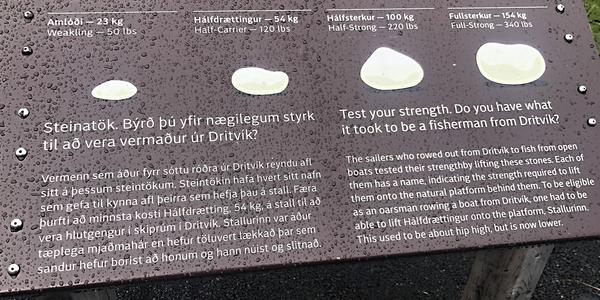 Amlóði – 23 kg
Weakling – 50 lbs
Hálfdrættingur – 54 kg
Half-Carrier – 120 lbs
Hálfsterkur – 100 kg
Half-Strong – 220 lbs
Fullsterkur – 154 kg
Full-Strong – 340 lbs
Steinatök. Býrð þú yfir nægilegum styrk
til að vera vermaður úr Dritvík?
Vermenn sem áður fyrr sóttu róðra úr Dritvík reyndu afl
sitt á þessum steintökum. Steintökin hafa hvert sitt nafn
sem gefa til kynna afl þeirra sem hefja þau á stall. Færa
þurfti að minnsta kosti Hálfdrætting, 54 kg, á stall til að
vera hlutgengur í skiprúm í Dritvík. Stallurinn var áður
tæplega mjaðmahár en hefur töluvert lækkað þar sem
sandur hefur borist að honum og hann núist og slitnað.
Test your strength. Do you have what
it took to be a fisherman from Dritvík?
The sailers who rowed out from Dritvík to fish from open
boats tested their strengthby lifting these stones. Each of
them has a name, indicating the strength required to lift
them onto the natural platform behind them. To be eligible
as an oarsman rowing a boat from Dritvík, one had to be
able to lift Hálfdrættingur onto the platform, Stallurinn.
This used to be about hip high, but is now lower.